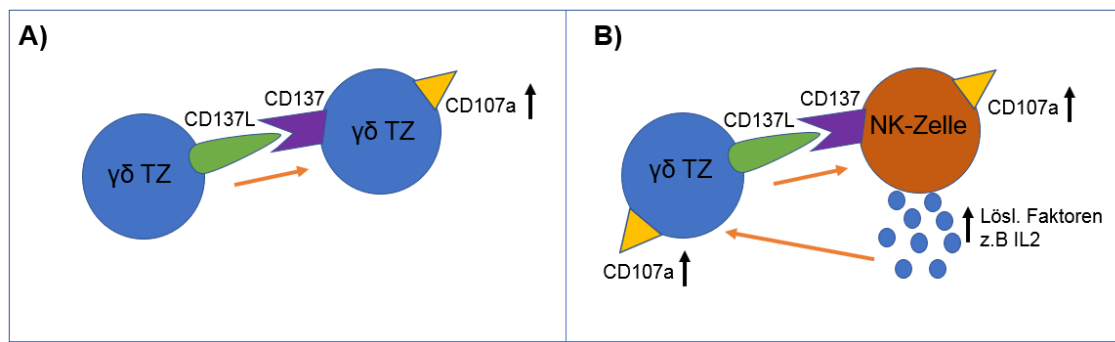 A)
CD137L
CD137
CD107a
γδ TZ
γδ TZ
B)
CD137L
CD137
CD107a
NK-Zelle
γδ TZ
CD107a
Lösl. Faktoren
z.B IL2